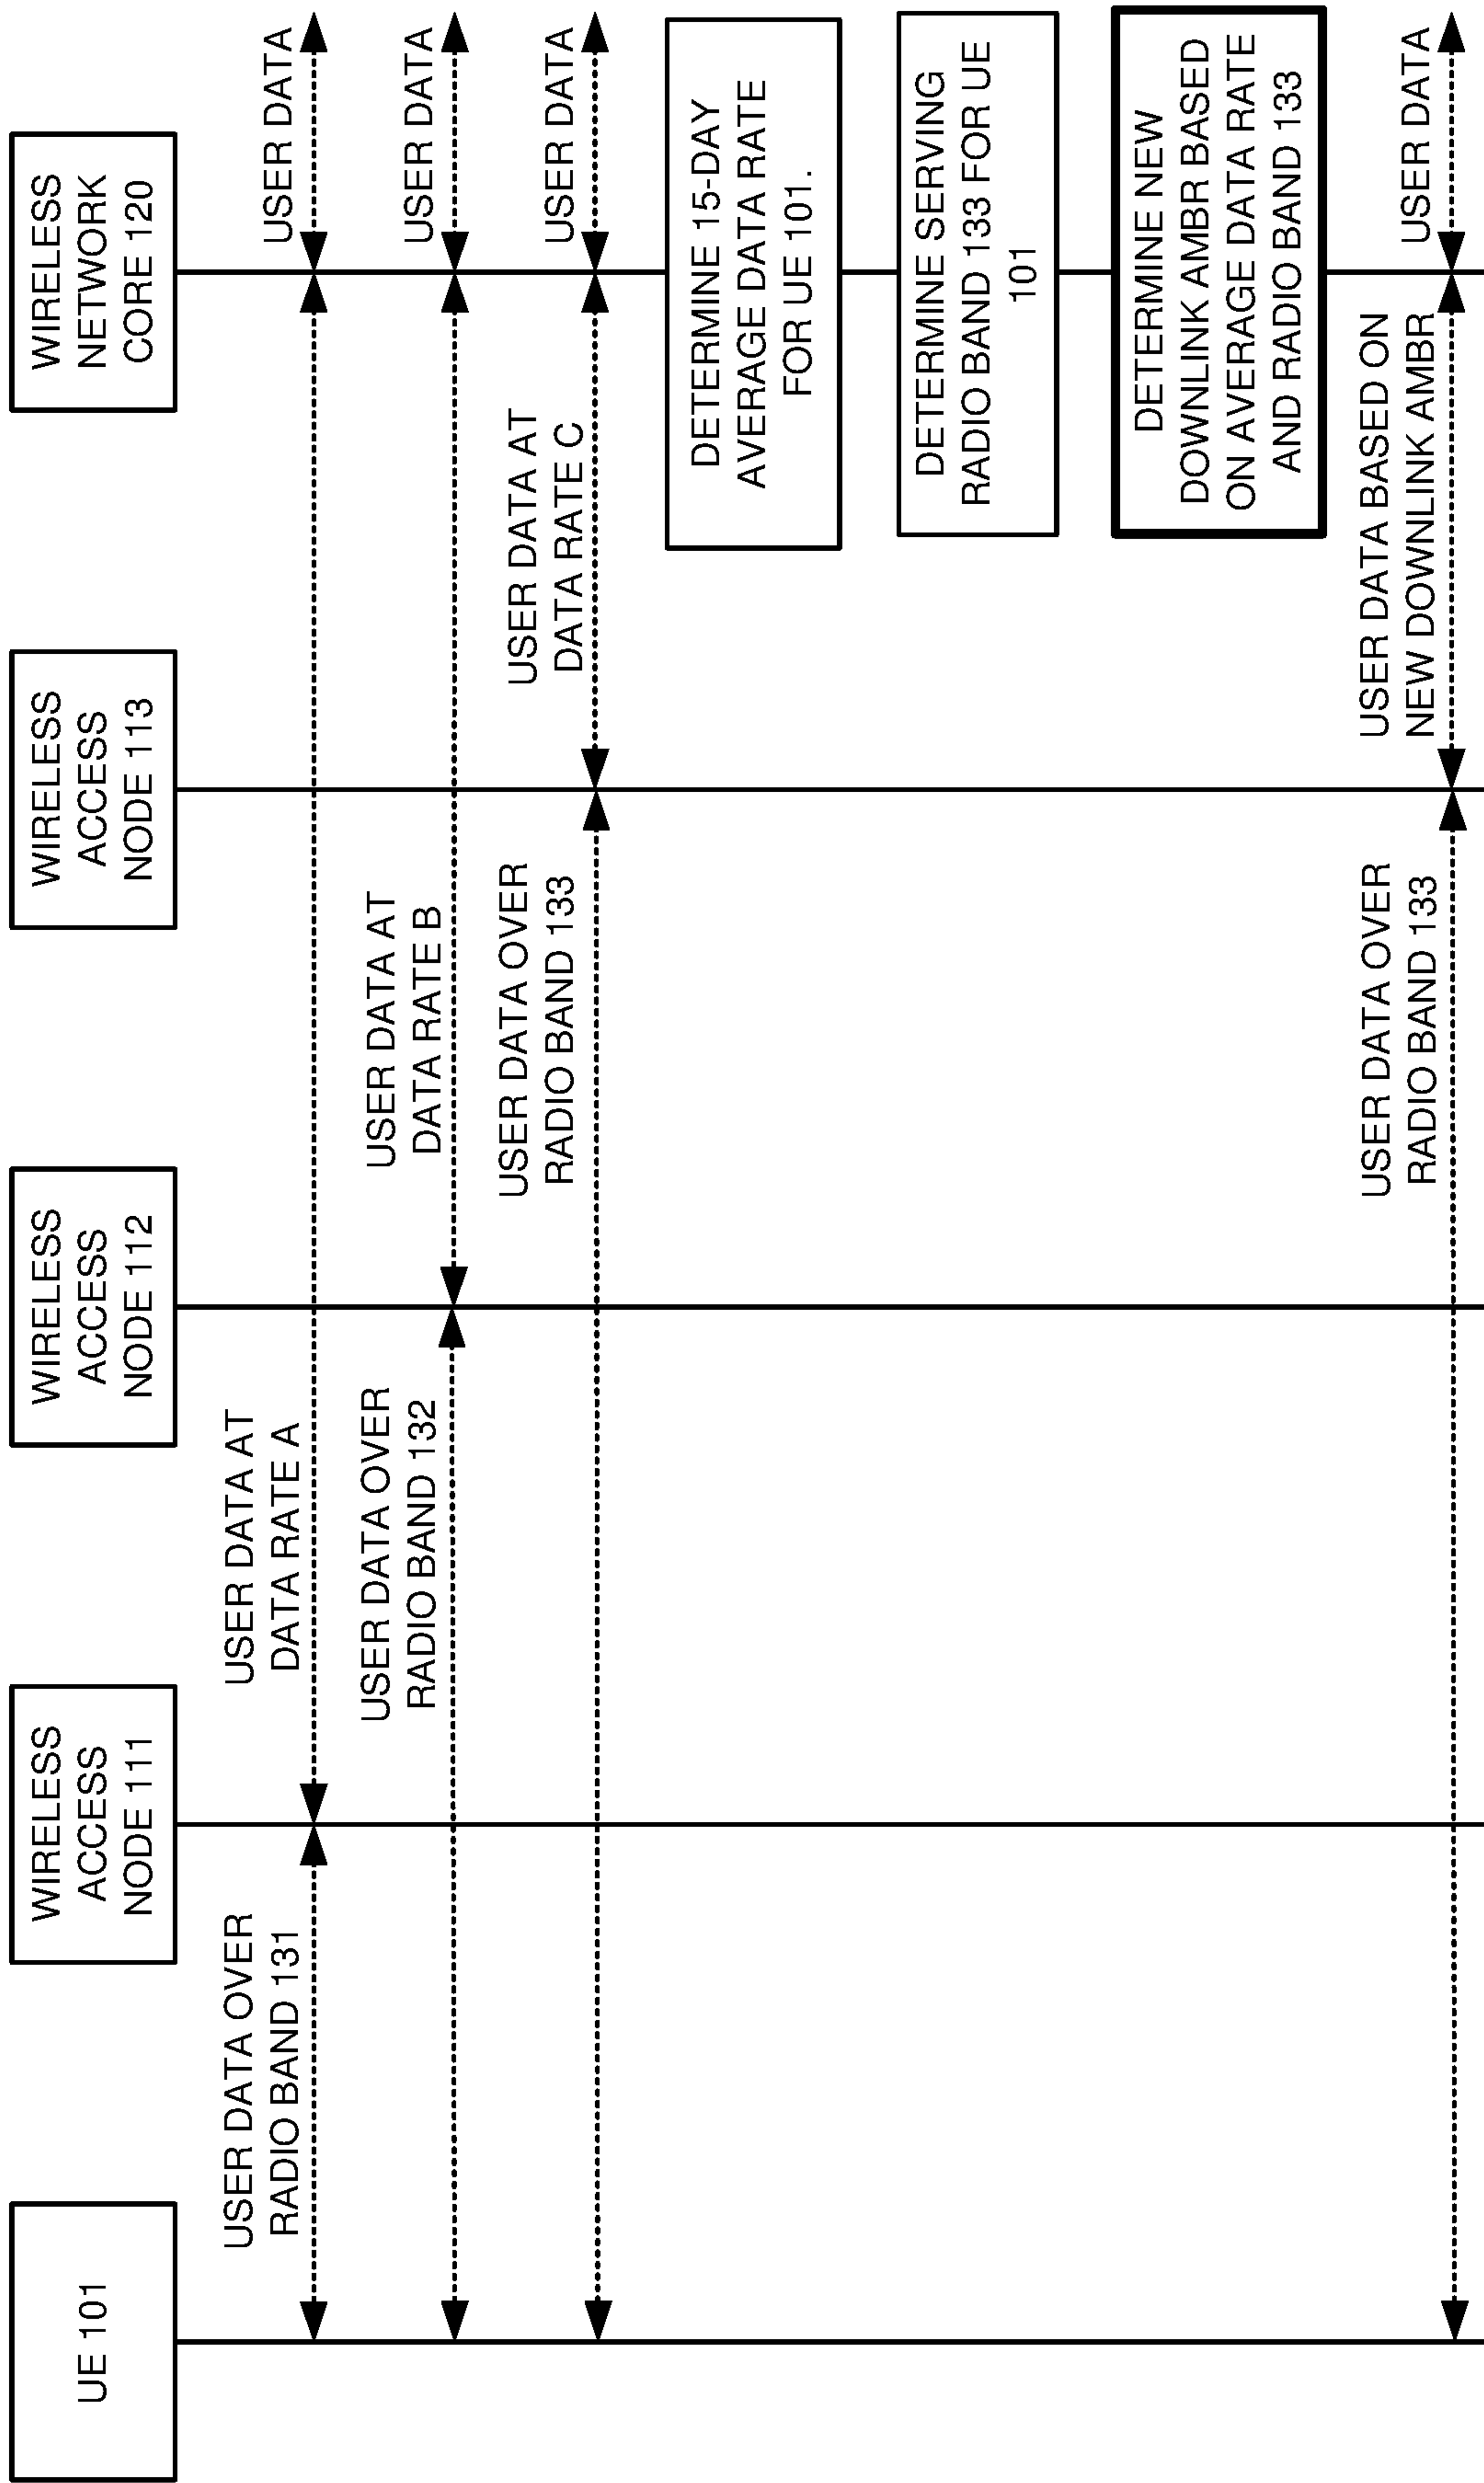 UE 101
WIRELESS
ACCESS
NODE 111
WIRELESS
ACCESS
NODE 112
WIRELESS
ACCESS
NODE 113
WIRELESS
NETWORK
CORE 120
USER DATA OVER
RADIO BAND 131
USER DATA AT
DATA RATE A
USER DATA
USER DATA OVER
RADIO BAND 132
USER DATA AT
DATA RATE B
USER DATA
USER DATA OVER
RADIO BAND 133
USER DATA AT
DATA RATE C
USER DATA
DETERMINE 15-DAY
AVERAGE DATA RATE
FOR UE 101.
DETERMINE SERVING
RADIO BAND 133 FOR UE
101
DETERMINE NEW
DOWNLINK AMBR BASED
ON AVERAGE DATA RATE
AND RADIO BAND 133
USER DATA OVER
RADIO BAND 133
USER DATA BASED ON
NEW DOWNLINK AMBR
USER DATA